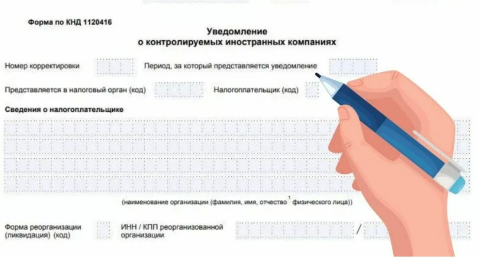 Форма по КНД 1120416
Уведомление
о контролируемых иностранных компаниях
Номер корректировки Период, за который представляется уведомление
Представляется в налоговый орган (код) Налогоплательщик (код)
Сведения о налогоплательщике
(наименование организации (фамилия, имя, отчество 1 физического лица))
Форма реорганизации ИНН / КПП реорганизованной /
(ликвидация) (код) организации